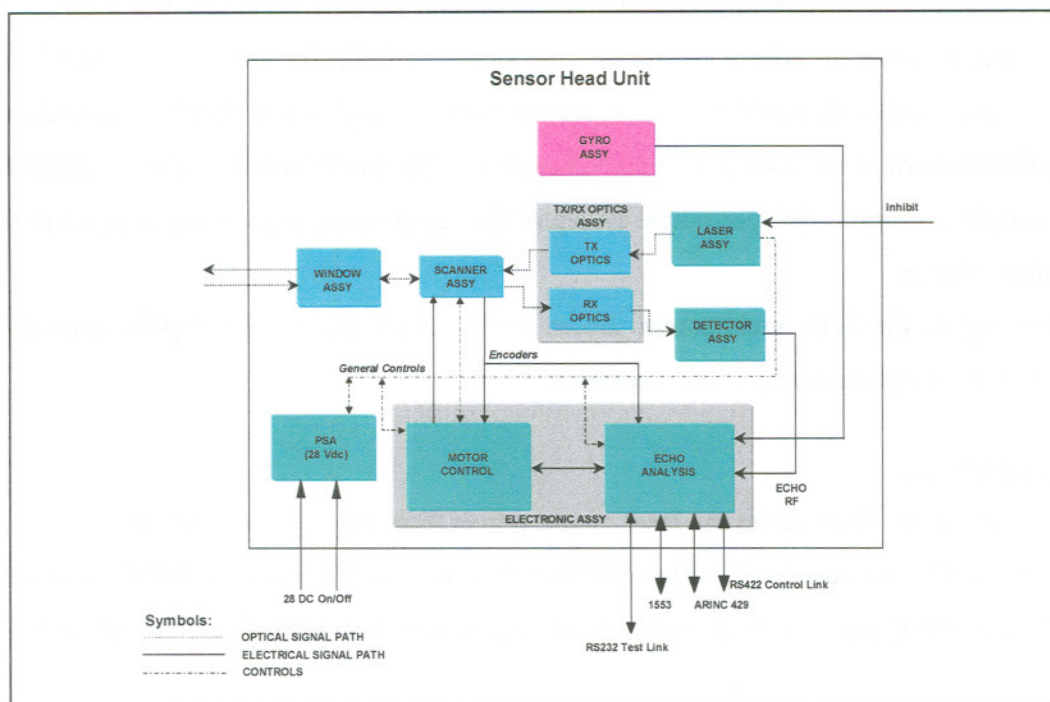 Sensor Head Unit
GYRO
ASSY
Inhibit
TX/RX OPTICS
ASSY
LASER
ASSY
TX
OPTICS
WINDOW
ASSY
SCANNER
ASSY
RX
OPTICS
DETECTOR
ASSY
Encoders
General Controls
PSA
(28 Vdc)
MOTOR
CONTROL
ECHO
ANALYSIS
ECHO
RF
ELECTRONIC ASSY
28 DC On/Off
1553
ARINC 429
RS422 Control Link
RS232 Test Link
Symbols:
OPTICAL SIGNAL PATH
ELECTRICAL SIGNAL PATH
CONTROLS